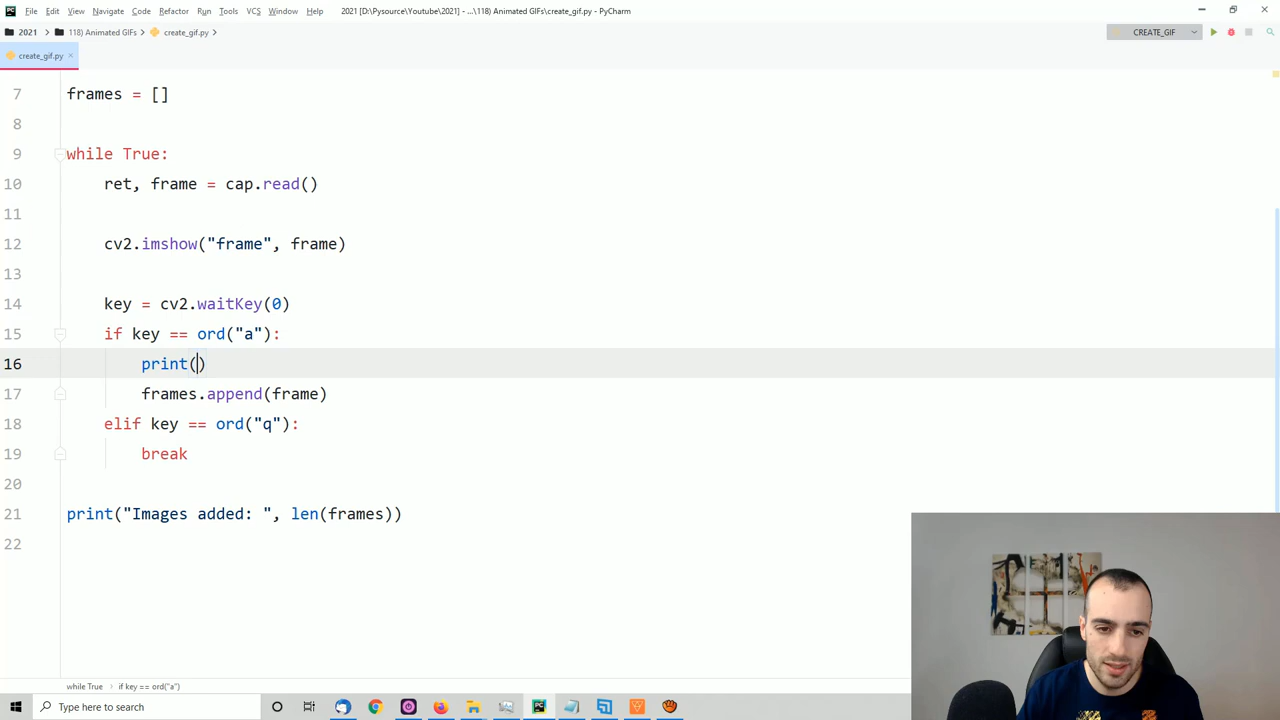 File Edit View Navigate Code Refactor Run Tools VCS Window Help 2021 [D:\Pysource\Youtube\2021] - ...\118) Animated GIFs\create_gif.py - PyCharm
2021 118) Animated GIFs create_gif.py CREATE_GIF
create_gif.py
7 frames = []
8
9 while True:
10 ret, frame = cap.read()
11
12 cv2.imshow("frame", frame)
13
14 key = cv2.waitKey(0)
15 if key == ord("a"):
16 print()
17 frames.append(frame)
18 elif key == ord("q"):
19 break
20
21 print("Images added: ", len(frames))
22
while True if key == ord("a")
Type here to search